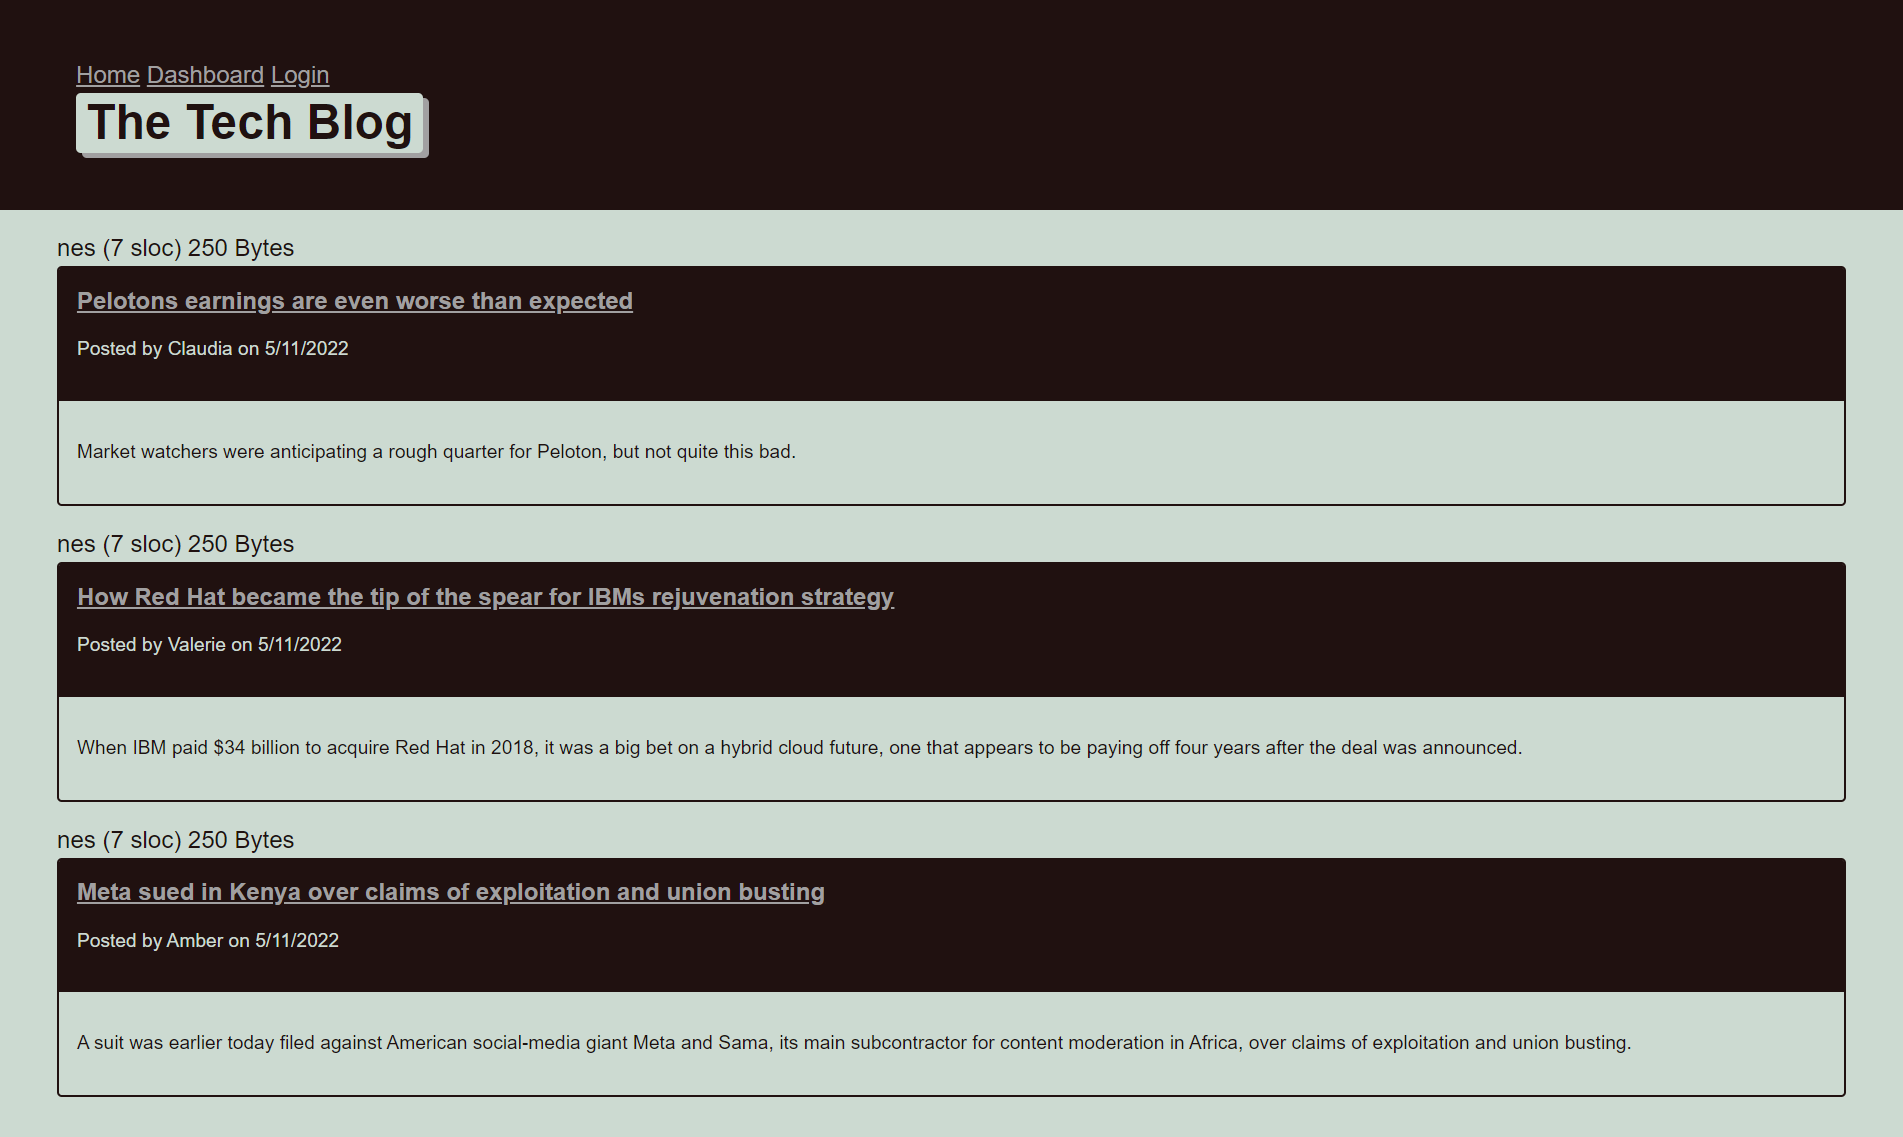 Home Dashboard Login
The Tech Blog
nes (7 sloc) 250 Bytes
Pelotons earnings are even worse than expected
Posted by Claudia on 5/11/2022
Market watchers were anticipating a rough quarter for Peloton, but not quite this bad.
nes (7 sloc) 250 Bytes
How Red Hat became the tip of the spear for IBMs rejuvenation strategy
Posted by Valerie on 5/11/2022
When IBM paid $34 billion to acquire Red Hat in 2018, it was a big bet on a hybrid cloud future, one that appears to be paying off four years after the deal was announced.
nes (7 sloc) 250 Bytes
Meta sued in Kenya over claims of exploitation and union busting
Posted by Amber on 5/11/2022
A suit was earlier today filed against American social-media giant Meta and Sama, its main subcontractor for content moderation in Africa, over claims of exploitation and union busting.